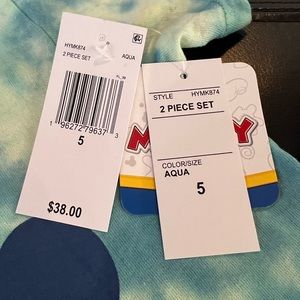 HYMK874 AQUA
2 PIECE SET
1 96272 79637 3
5
$38.00
STYLE HYMK874
2 PIECE SET
COLOR/SIZE
AQUA
5